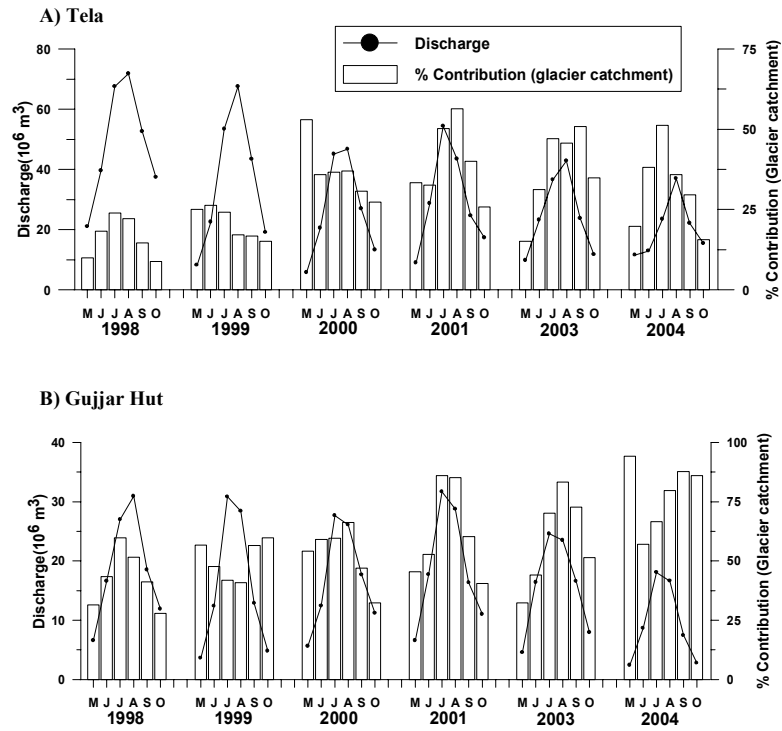 A) Tela
Discharge
% Contribution (glacier catchment)
Discharge(10⁶ m³)
80
60
40
20
0
% Contribution (Glacier catchment)
75
50
25
0
M J J A S O M J J A S O M J J A S O M J J A S O M J J A S O M J J A S O
1998 1999 2000 2001 2003 2004
B) Gujjar Hut
Discharge(10⁶ m³)
40
30
20
10
0
% Contribution (Glacier catchment)
100
75
50
25
0
M J J A S O M J J A S O M J J A S O M J J A S O M J J A S O M J J A S O
1998 1999 2000 2001 2003 2004